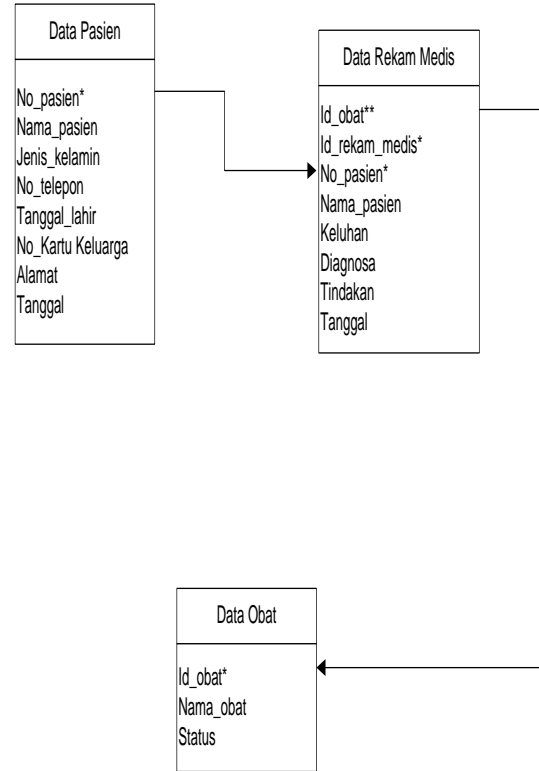 Data Pasien
No_pasien*
Nama_pasien
Jenis_kelamin
No_telepon
Tanggal_lahir
No_Kartu Keluarga
Alamat
Tanggal
Data Rekam Medis
Id_obat**
Id_rekam_medis*
No_pasien*
Nama_pasien
Keluhan
Diagnosa
Tindakan
Tanggal
Data Obat
Id_obat*
Nama_obat
Status